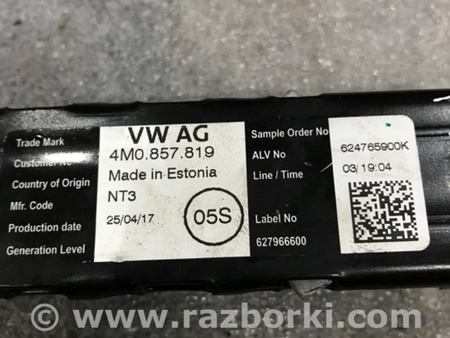 Trade Mark VW AG Sample Order No
Customer No 4M0.857.819 ALV No 624765900K
Country of Origin Made in Estonia Line / Time 03/19:04
Mfr. Code NT3
Production date 25/04/17 05S Label No
Generation Level 627966600
www.razborki.com